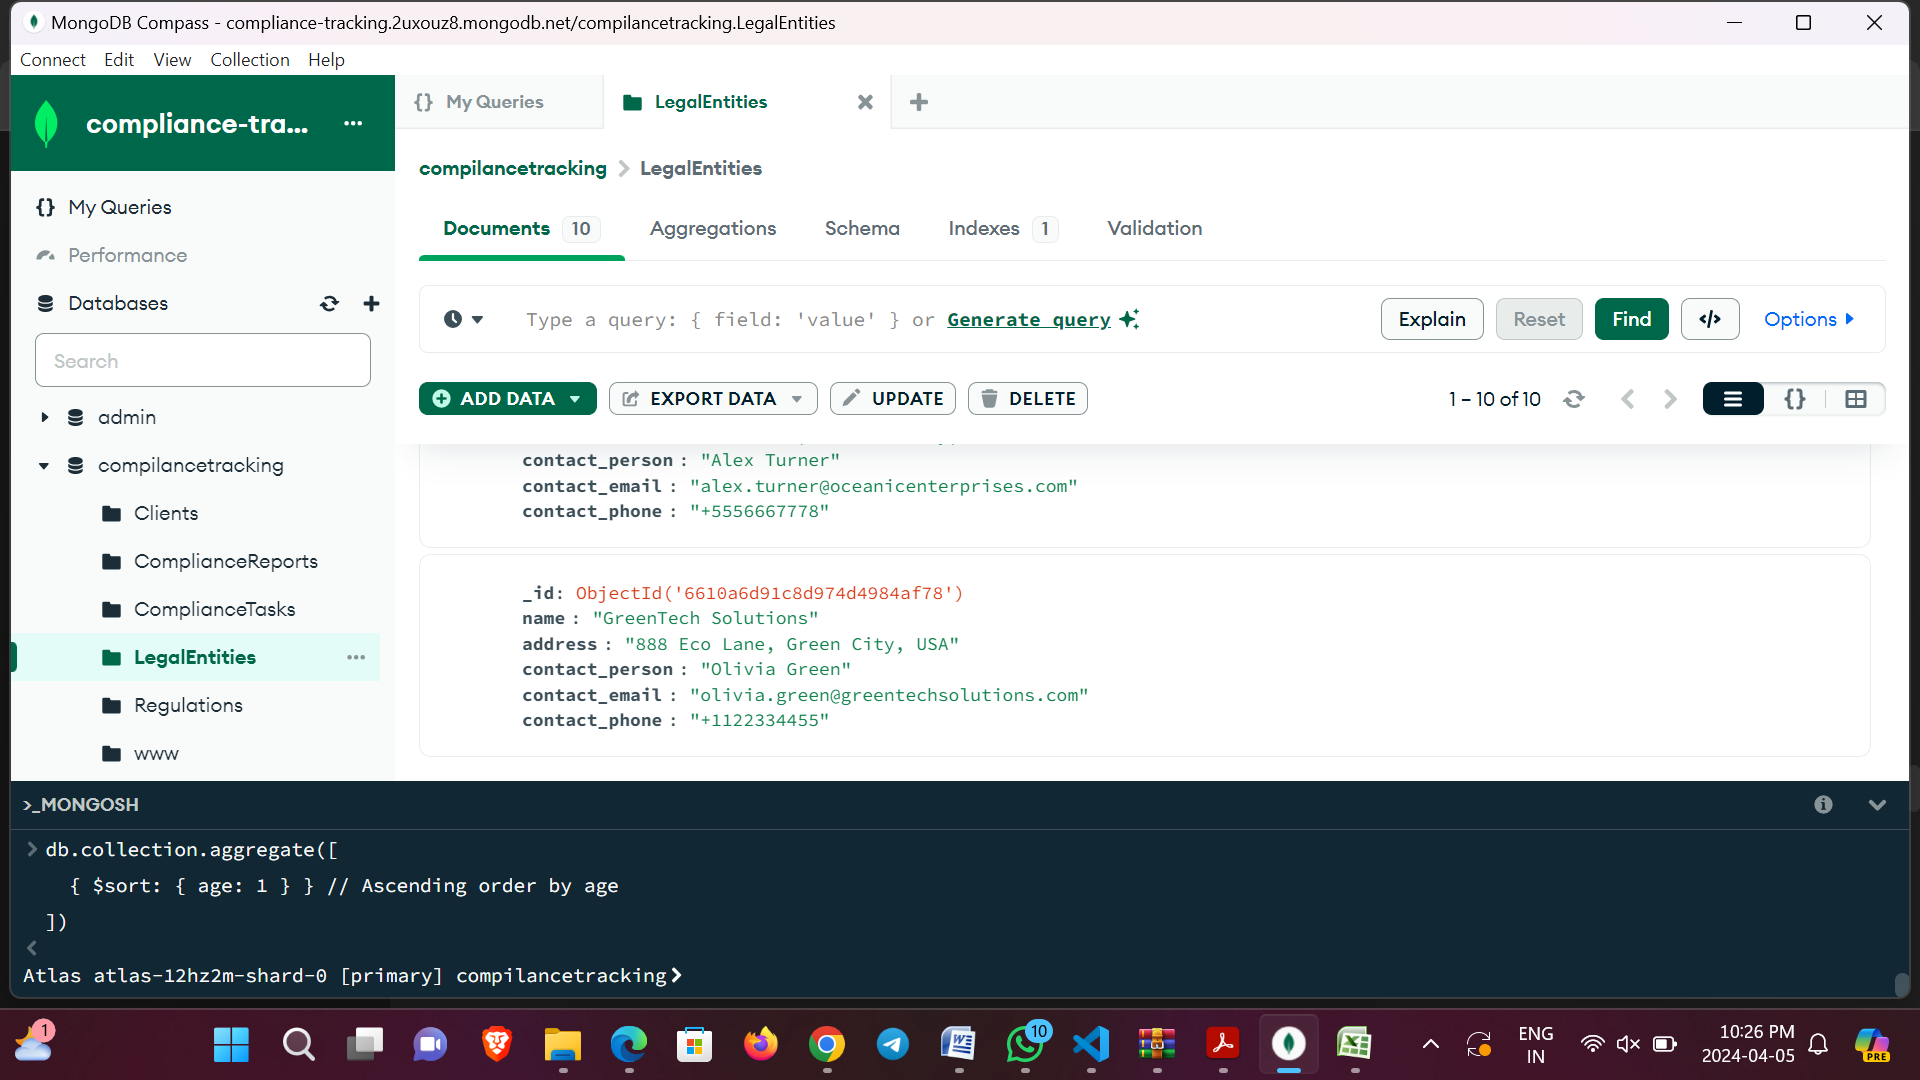 MongoDB Compass - compliance-tracking.2uxouz8.mongodb.net/compilancetracking.LegalEntities
Connect Edit View Collection Help
compliance-tra...
My Queries
LegalEntities
{} My Queries
Performance
Databases
Search
admin
compilancetracking
Clients
ComplianceReports
ComplianceTasks
LegalEntities
Regulations
www
compilancetracking > LegalEntities
Documents 10 Aggregations Schema Indexes 1 Validation
Type a query: { field: 'value' } or Generate query
Explain Reset Find </> Options
ADD DATA EXPORT DATA UPDATE DELETE
1 – 10 of 10
contact_person : "Alex Turner"
contact_email : "alex.turner@oceanicenterprises.com"
contact_phone : "+5556667778"
_id: ObjectId('6610a6d91c8d974d4984af78')
name : "GreenTech Solutions"
address : "888 Eco Lane, Green City, USA"
contact_person : "Olivia Green"
contact_email : "olivia.green@greentechsolutions.com"
contact_phone : "+1122334455"
>_MONGOSH
> db.collection.aggregate([
{ $sort: { age: 1 } } // Ascending order by age
])
<
Atlas atlas-12hz2m-shard-0 [primary] compilancetracking>
1
10
ENG
IN
10:26 PM
2024-04-05
PRE